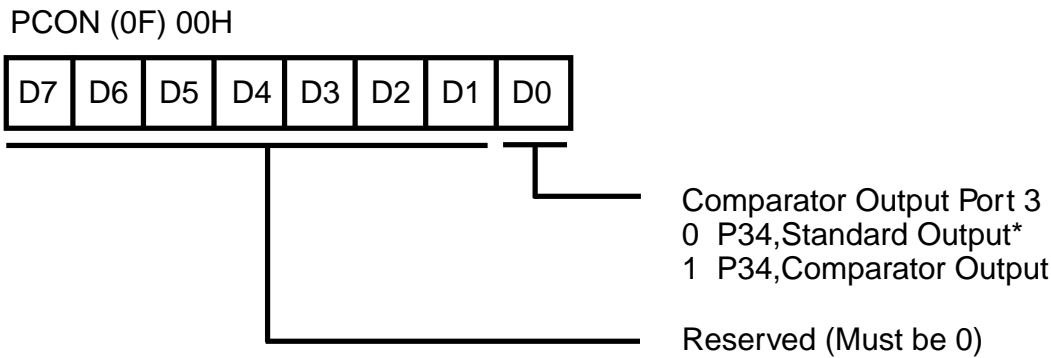 PCON (0F) 00H
D7 D6 D5 D4 D3 D2 D1 D0
Comparator Output Port 3
0 P34,Standard Output*
1 P34,Comparator Output
Reserved (Must be 0)